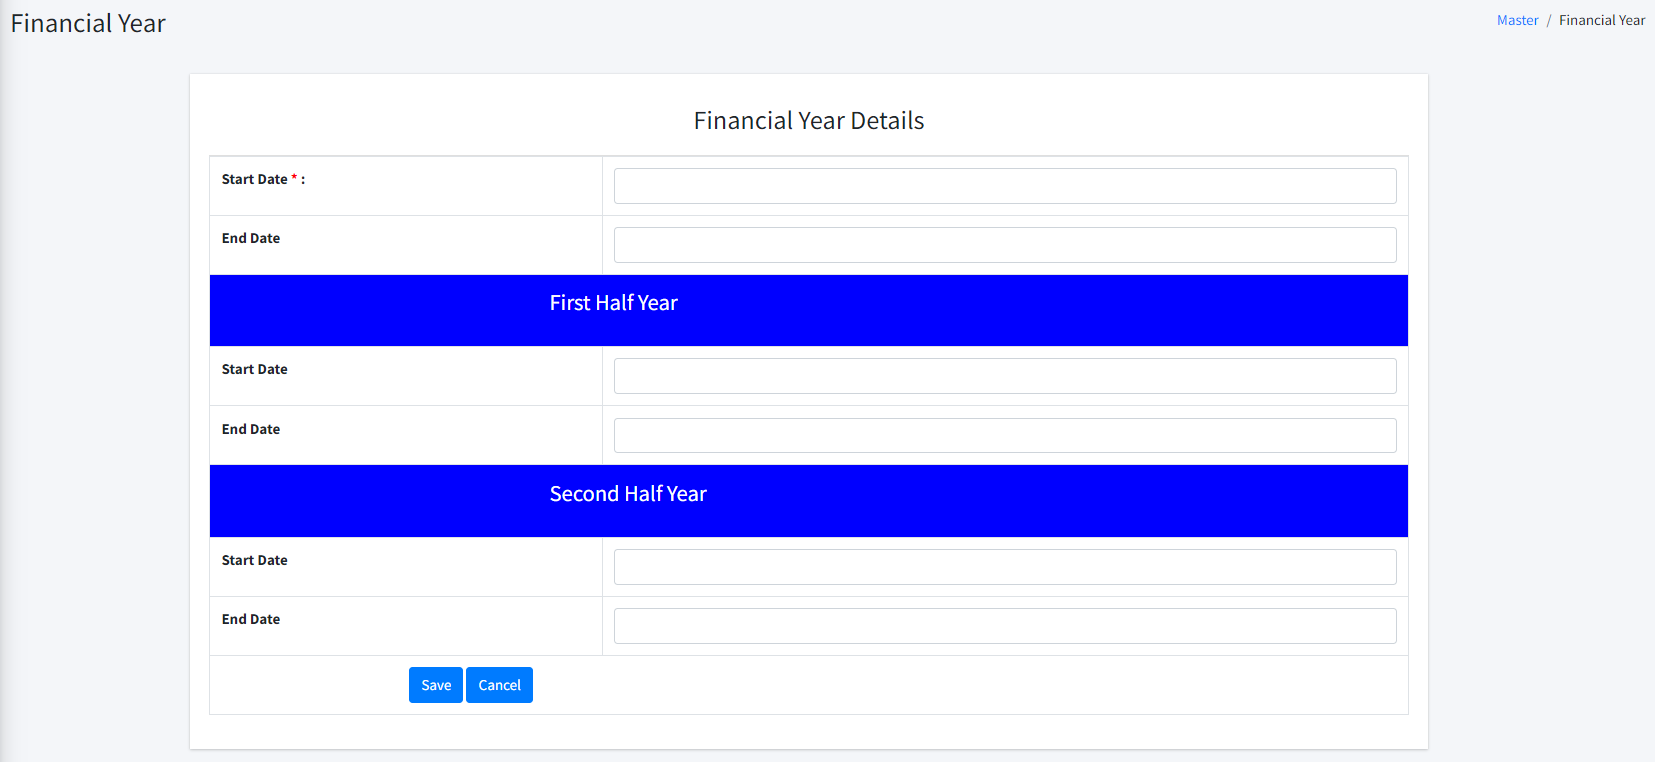 Financial Year
Master / Financial Year
Financial Year Details
Start Date * :
End Date
First Half Year
Start Date
End Date
Second Half Year
Start Date
End Date
Save Cancel